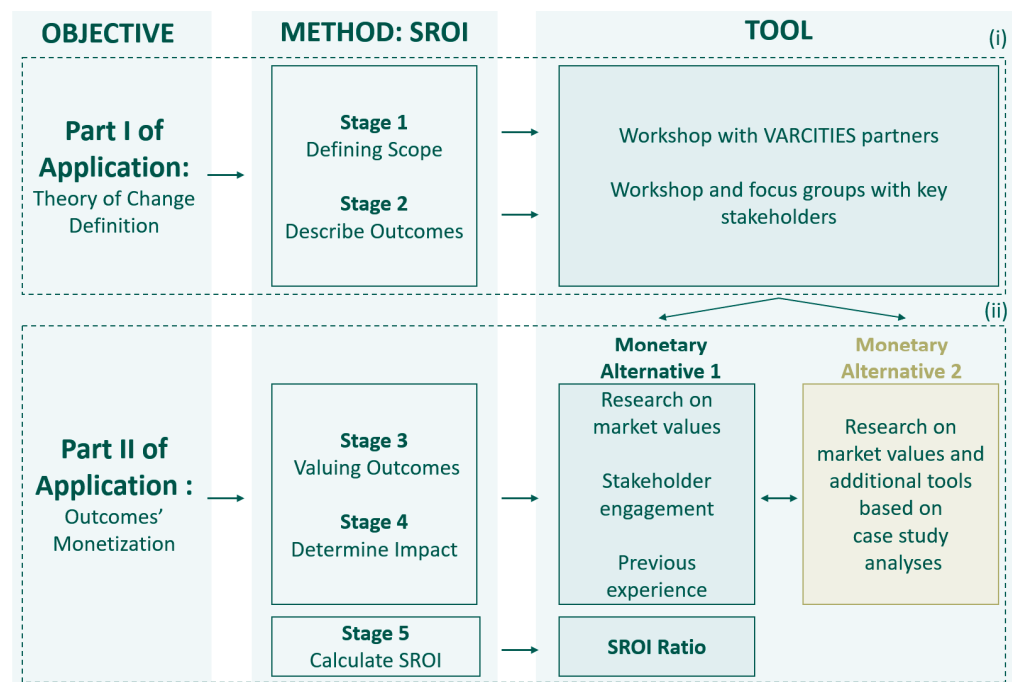 OBJECTIVE
METHOD: SROI
TOOL
(i)
Part I of
Application:
Theory of Change
Definition
Stage 1
Defining Scope
Stage 2
Describe Outcomes
Workshop with VARCITIES partners
Workshop and focus groups with key
stakeholders
(ii)
Part II of
Application :
Outcomes’
Monetization
Stage 3
Valuing Outcomes
Stage 4
Determine Impact
Monetary
Alternative 1
Research on
market values
Stakeholder
engagement
Previous
experience
Monetary
Alternative 2
Research on
market values and
additional tools
based on
case study
analyses
Stage 5
Calculate SROI
SROI Ratio